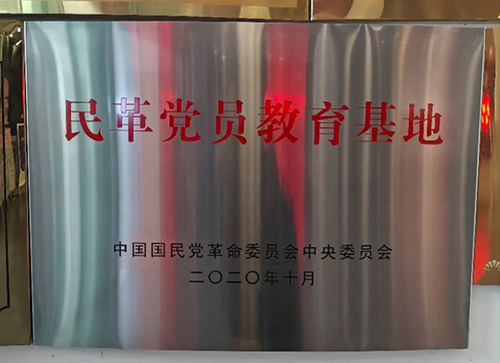 民革党员教育基地
中国国民党革命委员会中央委员会
二〇二〇年十月